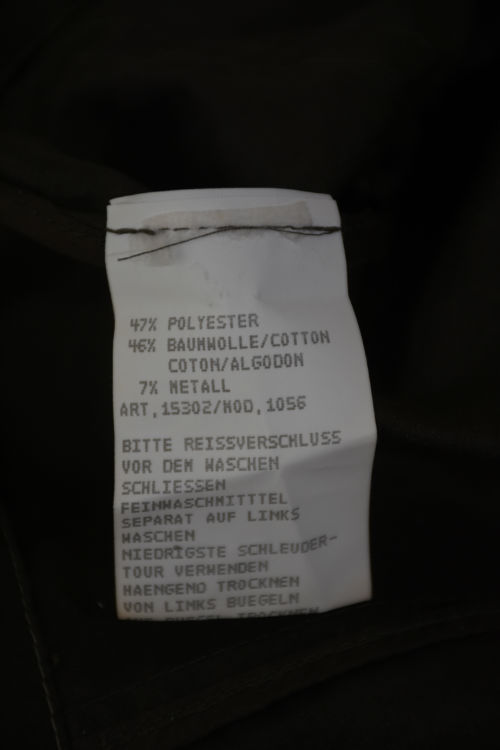 47% POLYESTER
46% BAUMWOLLE/COTTON
COTON/ALGODON
7% METALL
ART.15302/MOD.1056
BITTE REISSVERSCHLUSS
VOR DEM WASCHEN
SCHLIESSEN
FEINWASCHMITTTEL
SEPARAT AUF LINKS
WASCHEN
NIEDRIGSTE SCHLEUDER-
TOUR VERWENDEN
HAENGEND TROCKNEN
VON LINKS BUEGELN